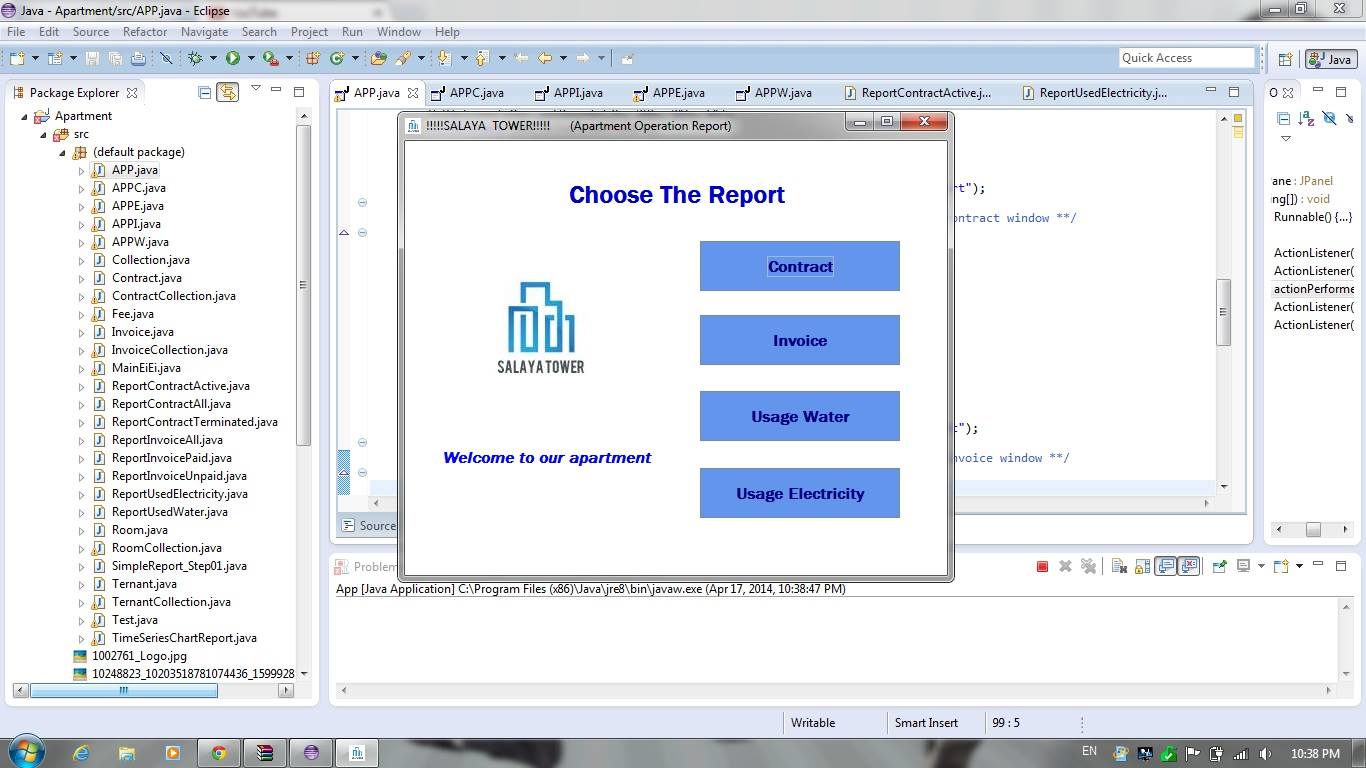 Java - Apartment/src/APP.java - Eclipse
File Edit Source Refactor Navigate Search Project Run Window Help
Quick Access
Java
Package Explorer
Apartment
src
(default package)
APP.java
APPC.java
APPE.java
APPI.java
APPW.java
Collection.java
Contract.java
ContractCollection.java
Fee.java
Invoice.java
InvoiceCollection.java
MainEiEi.java
ReportContractActive.java
ReportContractAll.java
ReportContractTerminated.java
ReportInvoiceAll.java
ReportInvoicePaid.java
ReportInvoiceUnpaid.java
ReportUsedElectricity.java
ReportUsedWater.java
Room.java
RoomCollection.java
SimpleReport_Step01.java
Ternant.java
TernantCollection.java
Test.java
TimeSeriesChartReport.java
1002761_Logo.jpg
10248823_10203518781074436_1599928
APP.java APPC.java APPI.java APPE.java APPW.java ReportContractActive.j... ReportUsedElectricity.j...
rt");
ontract window **/
t");
nvoice window **/
Source
!!!!!SALAYA TOWER!!!!! (Apartment Operation Report)
Choose The Report
SALAYA TOWER
Welcome to our apartment
Contract
Invoice
Usage Water
Usage Electricity
O
ane : JPanel
ng[]) : void
Runnable() {...}
ActionListener(
ActionListener(
actionPerforme
ActionListener(
ActionListener(
Problem
App [Java Application] C:\Program Files (x86)\Java\jre8\bin\javaw.exe (Apr 17, 2014, 10:38:47 PM)
Writable Smart Insert 99 : 5
EN 10:38 PM